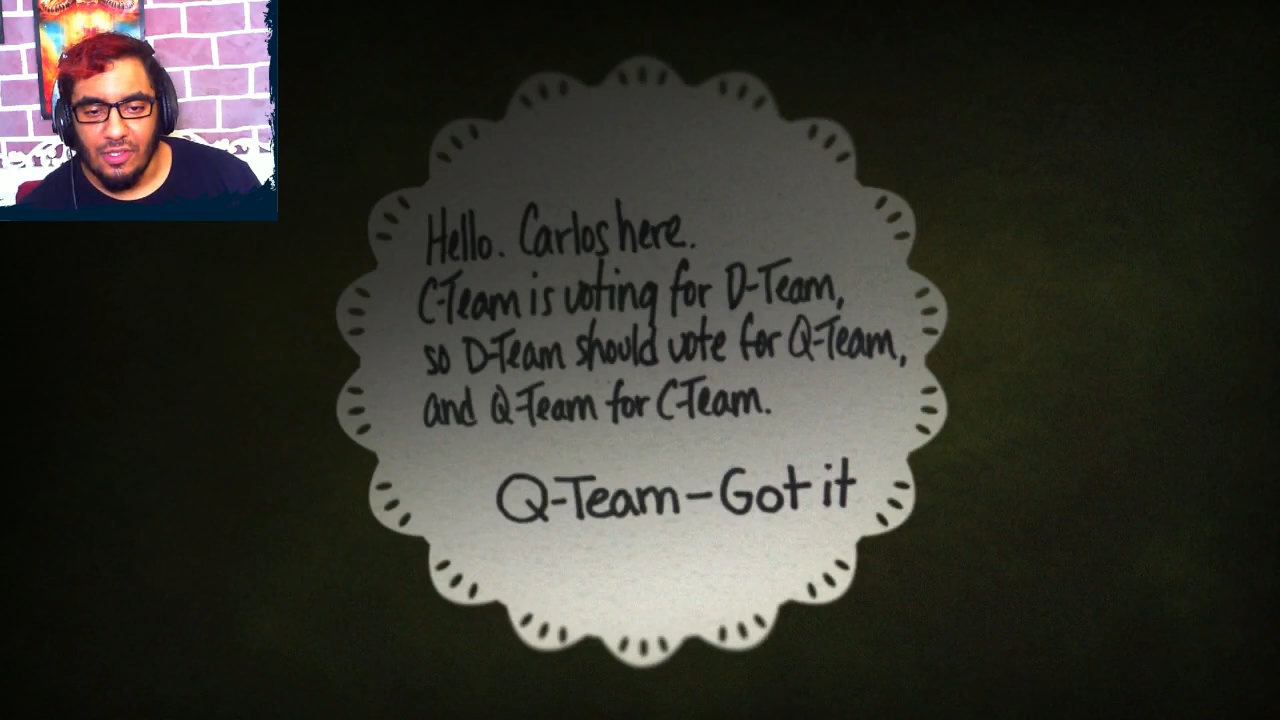 Hello. Carlos here.
C-Team is voting for D-Team,
so D-Team should vote for Q-Team,
and Q-Team for C-Team.
Q-Team-Got it